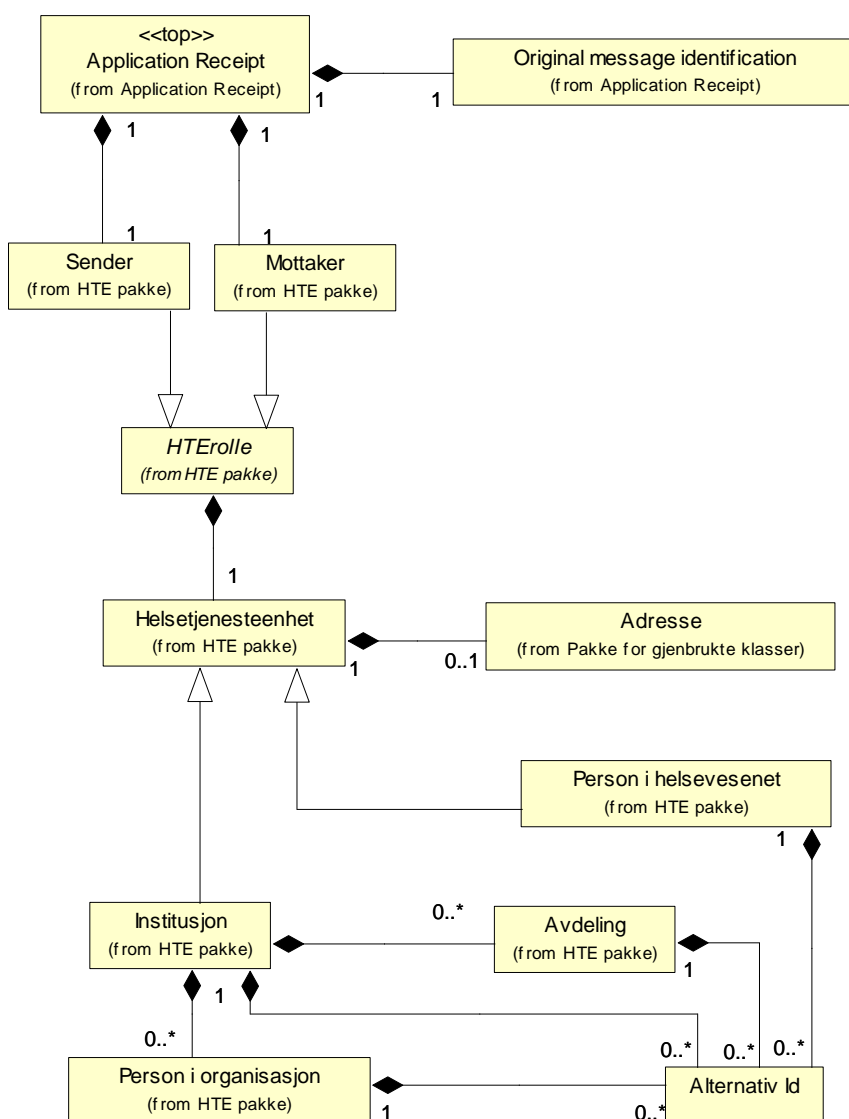 <<top>>
Application Receipt
(from Application Receipt)
Original message identification
(from Application Receipt)
1
1
1
1
1
1
Sender
(from HTE pakke)
Mottaker
(from HTE pakke)
HTErolle
(from HTE pakke)
1
Helsetjenesteenhet
(from HTE pakke)
1
0..1
Adresse
(from Pakke for gjenbrukte klasser)
Person i helsevesenet
(from HTE pakke)
1
Institusjon
(from HTE pakke)
0..*
Avdeling
(from HTE pakke)
1
1
0..*
0..*
0..*
0..*
Person i organisasjon
(from HTE pakke)
1
0..*
Alternativ Id